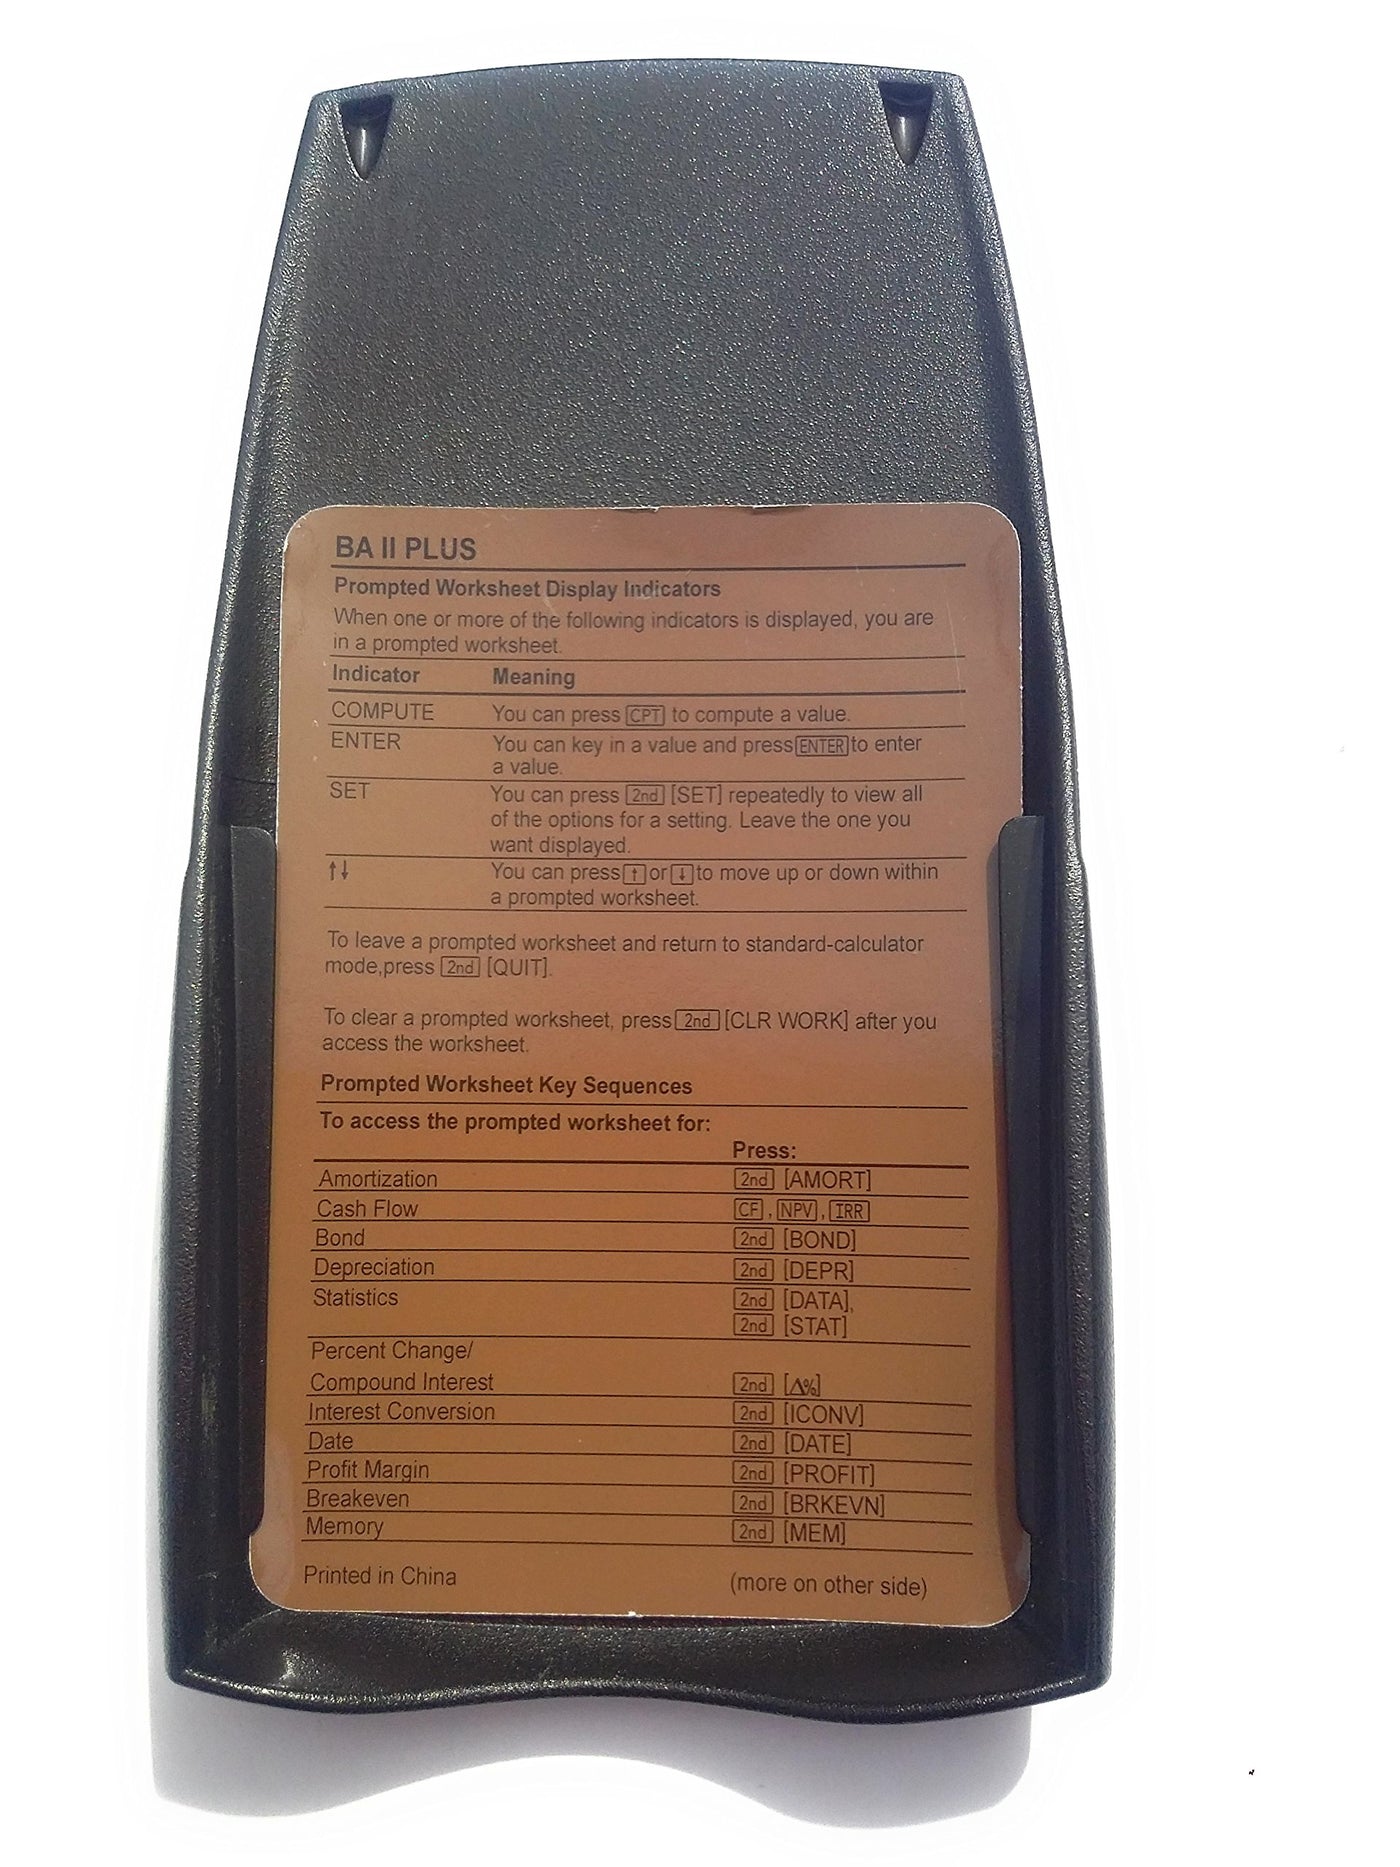 BA II PLUS
Prompted Worksheet Display Indicators
When one or more of the following indicators is displayed, you are
in a prompted worksheet.
Indicator Meaning
COMPUTE You can press CPT to compute a value.
ENTER You can key in a value and press ENTER to enter
a value.
SET You can press 2nd [SET] repeatedly to view all
of the options for a setting. Leave the one you
want displayed.
↑↓ You can press ↑ or ↓ to move up or down within
a prompted worksheet.
To leave a prompted worksheet and return to standard-calculator
mode,press 2nd [QUIT].
To clear a prompted worksheet, press 2nd [CLR WORK] after you
access the worksheet.
Prompted Worksheet Key Sequences
To access the prompted worksheet for:
Press:
Amortization 2nd [AMORT]
Cash Flow CF , NPV , IRR
Bond 2nd [BOND]
Depreciation 2nd [DEPR]
Statistics 2nd [DATA],
2nd [STAT]
Percent Change/
Compound Interest 2nd [Δ%]
Interest Conversion 2nd [ICONV]
Date 2nd [DATE]
Profit Margin 2nd [PROFIT]
Breakeven 2nd [BRKEVN]
Memory 2nd [MEM]
Printed in China (more on other side)